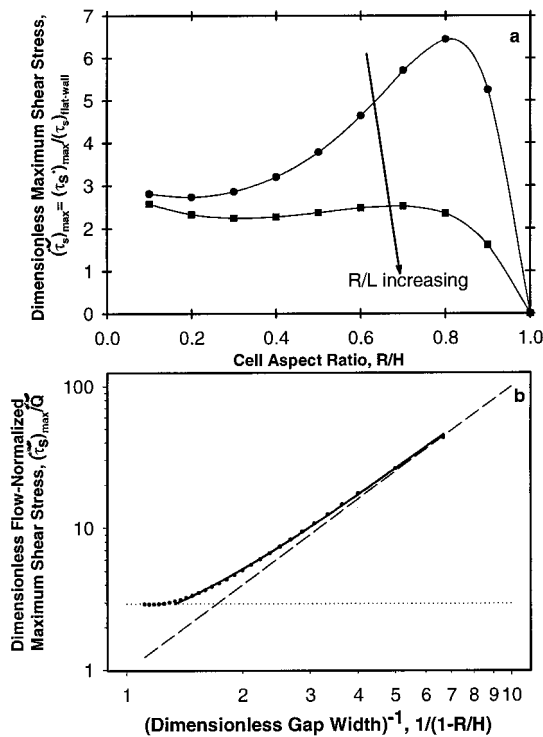 Dimensionless Maximum Shear Stress,
(τ̃s)max= (τs*)max/(τs)flat-wall
7
6
5
4
3
2
1
0
a
R/L increasing
0.0 0.2 0.4 0.6 0.8 1.0
Cell Aspect Ratio, R/H
Dimensionless Flow-Normalized
Maximum Shear Stress, (τ̃s)max/Q̃
100
10
1
b
1 2 3 4 5 6 7 8 9 10
(Dimensionless Gap Width)⁻¹, 1/(1-R/H)